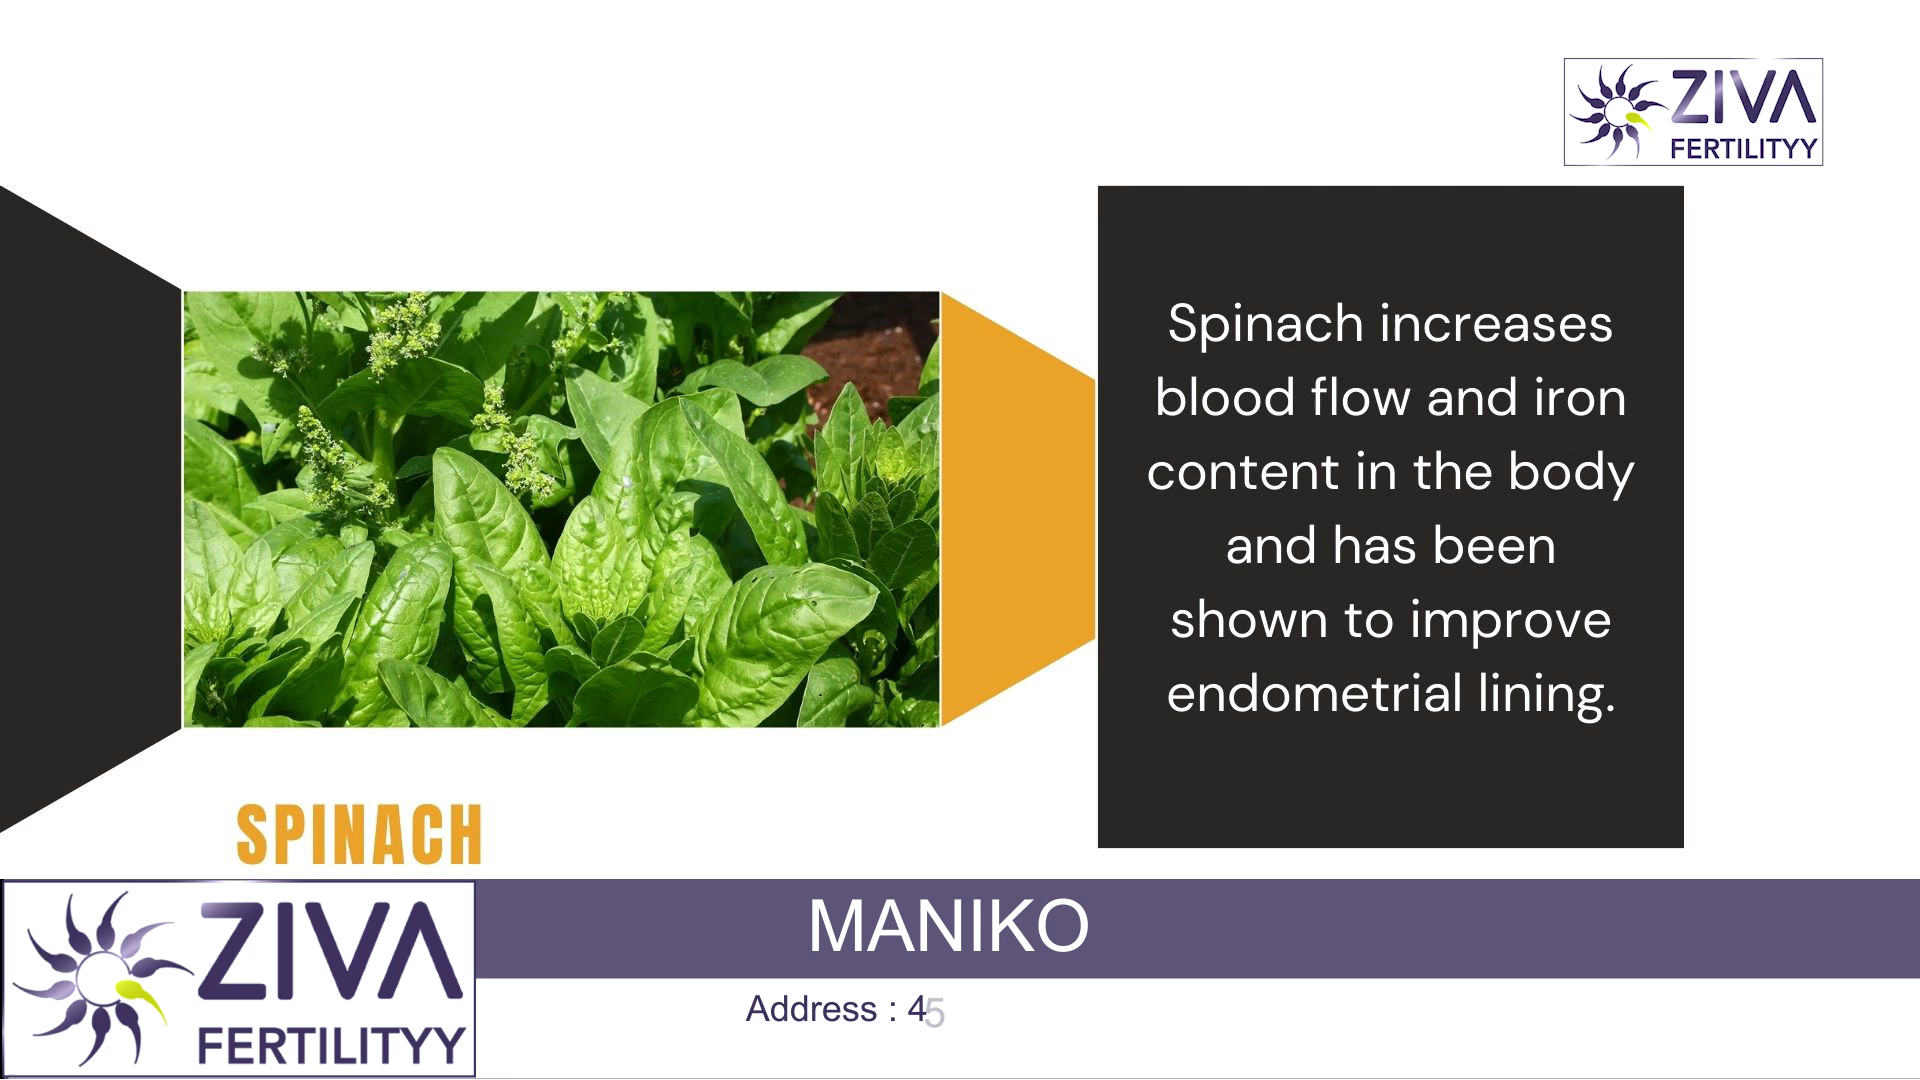 ZIVA
FERTILITYY
Spinach increases
blood flow and iron
content in the body
and has been
shown to improve
endometrial lining.
SPINACH
ZIVA
FERTILITYY
MANIKO
Address : 45